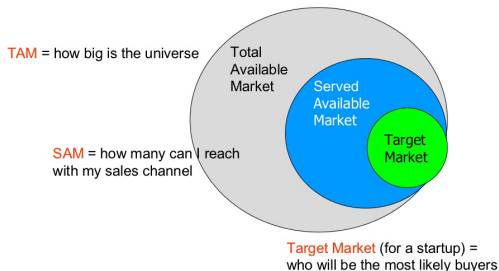 TAM = how big is the universe
Total
Available
Market
Served
Available
Market
Target
Market
SAM = how many can I reach
with my sales channel
Target Market (for a startup) =
who will be the most likely buyers